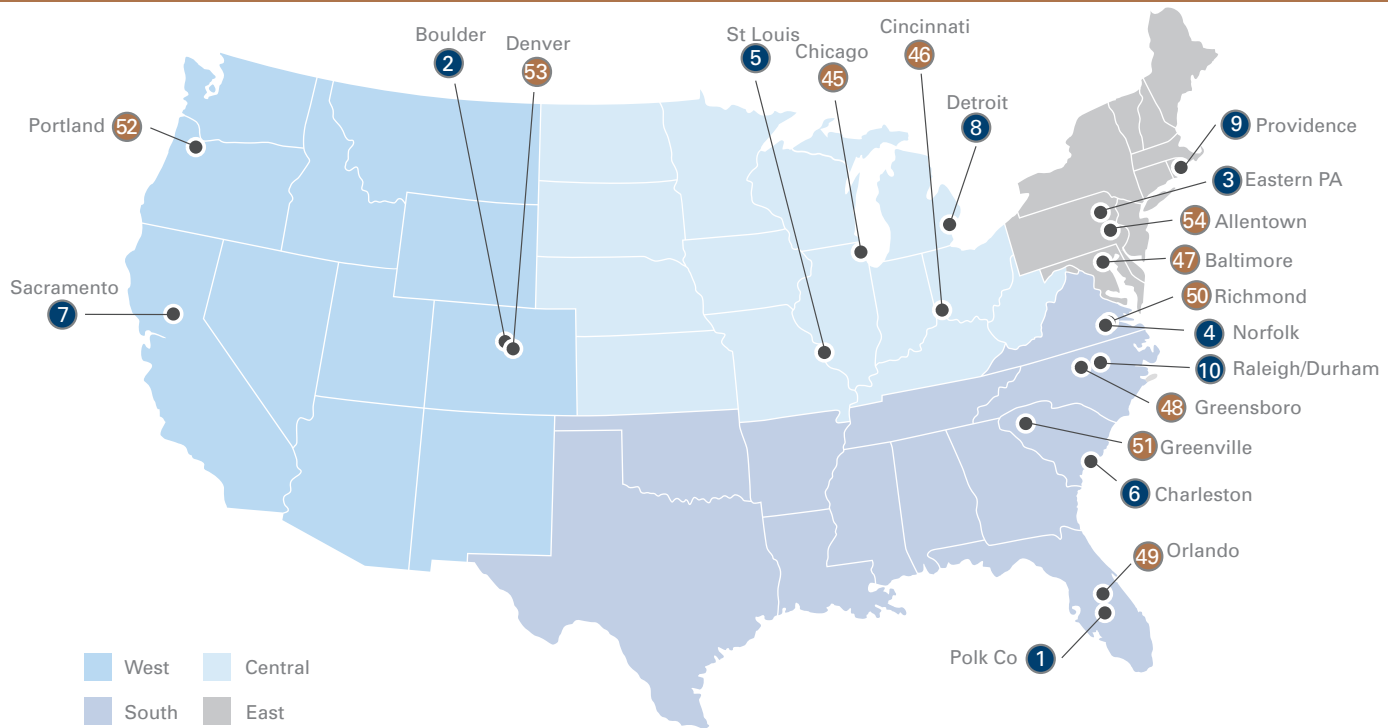 Boulder
2
Denver
53
St Louis
5
Chicago
45
Cincinnati
46
Detroit
8
Portland 52
9 Providence
3 Eastern PA
54 Allentown
47 Baltimore
50 Richmond
4 Norfolk
10 Raleigh/Durham
48 Greensboro
51 Greenville
6 Charleston
49 Orlando
Polk Co 1
Sacramento
7
West
Central
South
East